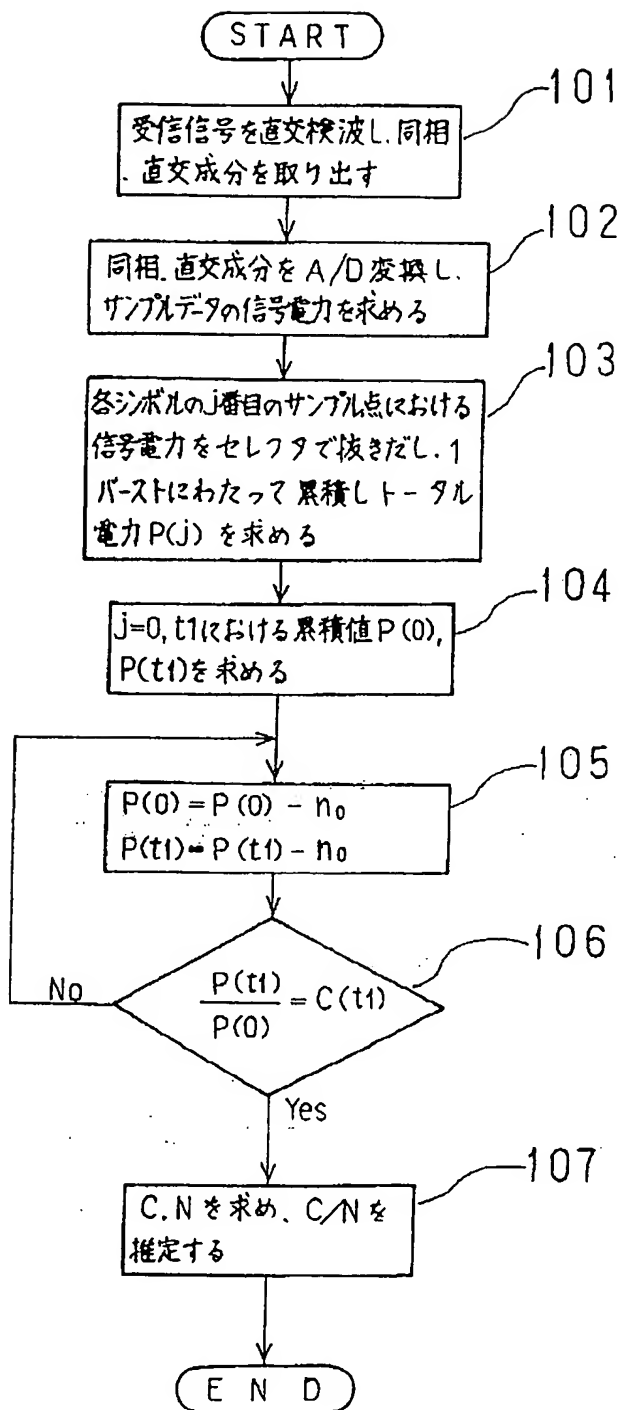 START
101
受信信号を直交検波し、同相
、直交成分を取り出す
102
同相、直交成分をA/D変換し、
サンプルデータの信号電力を求める
103
各シンボルのj番目のサンプル点における
信号電力をセレクタで抜きだし、1
バーストにわたって累積しトータル
電力P(j)を求める
104
j=0,t1における累積値P(0),
P(t1)を求める
105
P(0)=P(0)-n₀
P(t1)=P(t1)-n₀
106
P(t1)
P(0)
=C(t1)
No
Yes
107
C、Nを求め、C/Nを
推定する
END